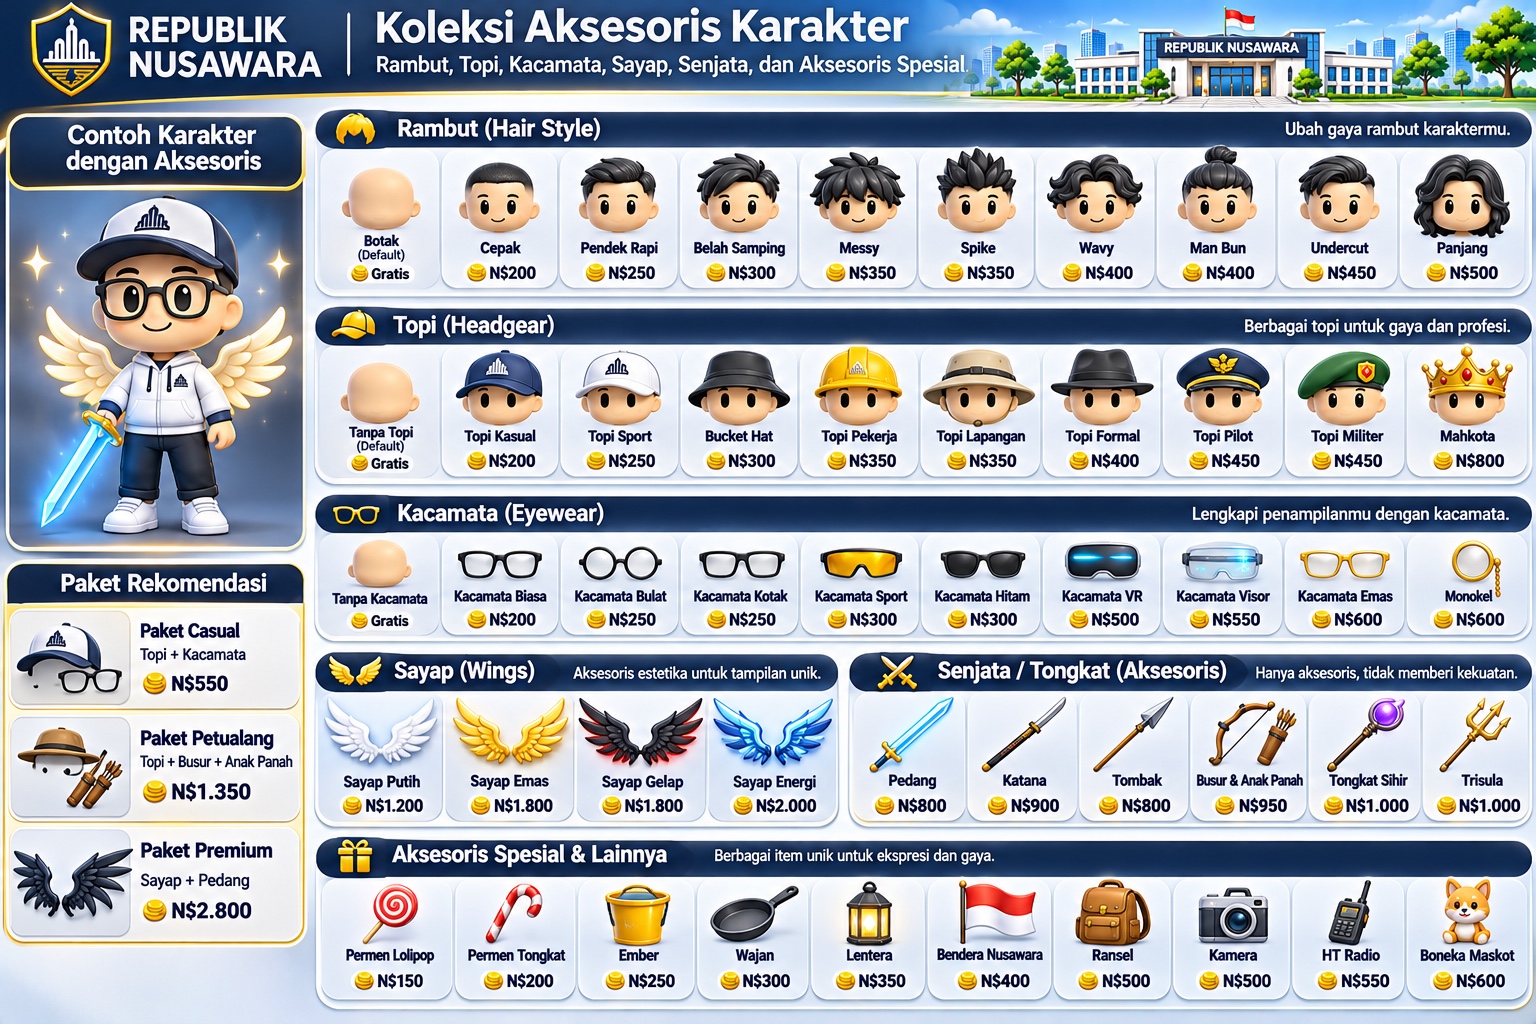 REPUBLIK
NUSAWARA
Koleksi Aksesoris Karakter
Rambut, Topi, Kacamata, Sayap, Senjata, dan Aksesoris Spesial
REPUBLIK NUSAWARA
Contoh Karakter
dengan Aksesoris
Paket Rekomendasi
Paket Casual
Topi + Kacamata
N$550
Paket Petualang
Topi + Busur + Anak Panah
N$1.350
Paket Premium
Sayap + Pedang
N$2.800
Rambut (Hair Style)
Ubah gaya rambut karaktermu.
Botak
(Default)
Gratis
Cepak
N$200
Pendek Rapi
N$250
Belah Samping
N$300
Messy
N$350
Spike
N$350
Wavy
N$400
Man Bun
N$400
Undercut
N$450
Panjang
N$500
Topi (Headgear)
Berbagai topi untuk gaya dan profesi.
Tanpa Topi
(Default)
Gratis
Topi Kasual
N$200
Topi Sport
N$250
Bucket Hat
N$300
Topi Pekerja
N$350
Topi Lapangan
N$350
Topi Formal
N$400
Topi Pilot
N$450
Topi Militer
N$450
Mahkota
N$800
Kacamata (Eyewear)
Lengkapi penampilanmu dengan kacamata.
Tanpa Kacamata
Gratis
Kacamata Biasa
N$200
Kacamata Bulat
N$250
Kacamata Kotak
N$250
Kacamata Sport
N$300
Kacamata Hitam
N$300
Kacamata VR
N$500
Kacamata Visor
N$550
Kacamata Emas
N$600
Monokel
N$600
Sayap (Wings)
Aksesoris estetika untuk tampilan unik.
Sayap Putih
N$1.200
Sayap Emas
N$1.800
Sayap Gelap
N$1.800
Sayap Energi
N$2.000
Senjata / Tongkat (Aksesoris)
Hanya aksesoris, tidak memberi kekuatan.
Pedang
N$800
Katana
N$900
Tombak
N$800
Busur & Anak Panah
N$950
Tongkat Sihir
N$1.000
Trisula
N$1.000
Aksesoris Spesial & Lainnya
Berbagai item unik untuk ekspresi dan gaya.
Permen Lolipop
N$150
Permen Tongkat
N$200
Ember
N$250
Wajan
N$300
Lentera
N$350
Bendera Nusawara
N$400
Ransel
N$500
Kamera
N$500
HT Radio
N$550
Boneka Maskot
N$600